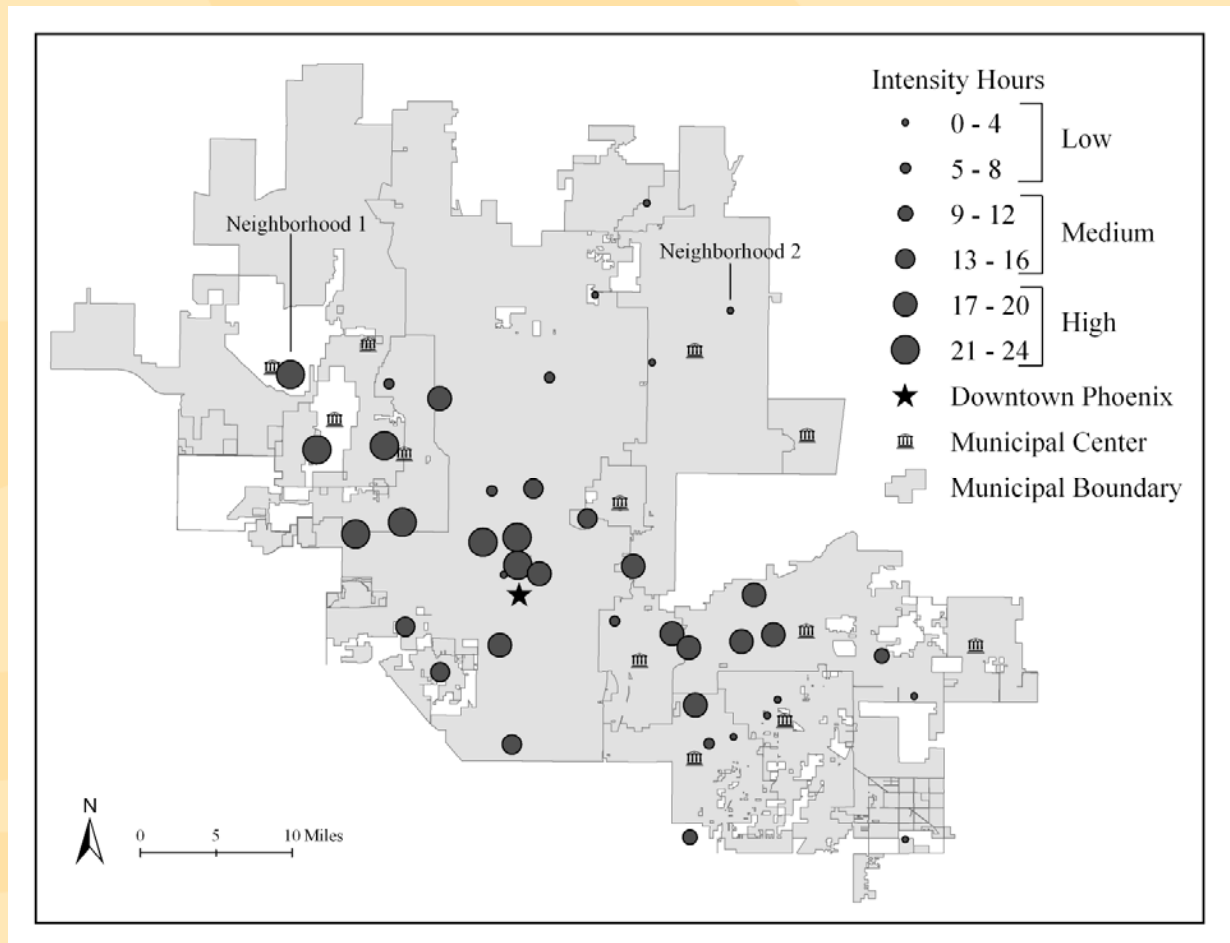 Intensity Hours
0 - 4
5 - 8
Low
9 - 12
13 - 16
Medium
17 - 20
21 - 24
High
Downtown Phoenix
Municipal Center
Municipal Boundary
Neighborhood 1
Neighborhood 2
N
0 5 10 Miles